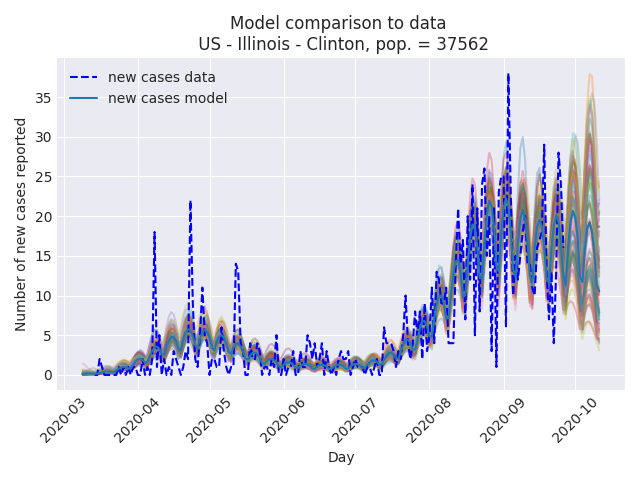 Model comparison to data
US - Illinois - Clinton, pop. = 37562
new cases data
new cases model
Number of new cases reported
35
30
25
20
15
10
5
0
2020-03
2020-04
2020-05
2020-06
2020-07
2020-08
2020-09
2020-10
Day